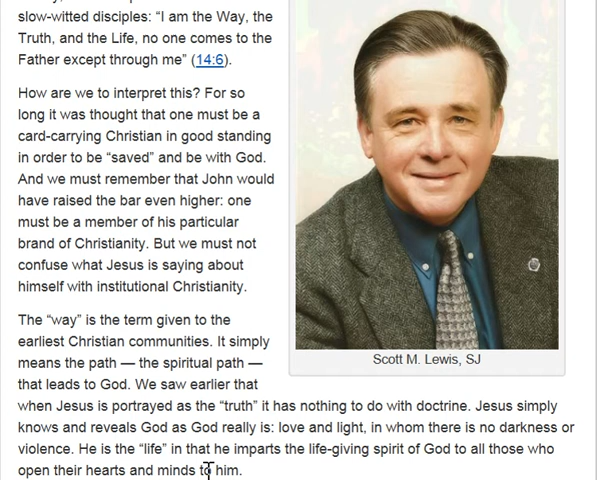 slow-witted disciples: “I am the Way, the
Truth, and the Life, no one comes to the
Father except through me” (14:6).
How are we to interpret this? For so
long it was thought that one must be a
card-carrying Christian in good standing
in order to be “saved” and be with God.
And we must remember that John would
have raised the bar even higher: one
must be a member of his particular
brand of Christianity. But we must not
confuse what Jesus is saying about
himself with institutional Christianity.
The “way” is the term given to the
earliest Christian communities. It simply
means the path — the spiritual path —
that leads to God. We saw earlier that
when Jesus is portrayed as the “truth” it has nothing to do with doctrine. Jesus simply
knows and reveals God as God really is: love and light, in whom there is no darkness or
violence. He is the “life” in that he imparts the life-giving spirit of God to all those who
open their hearts and minds to him.
Scott M. Lewis, SJ